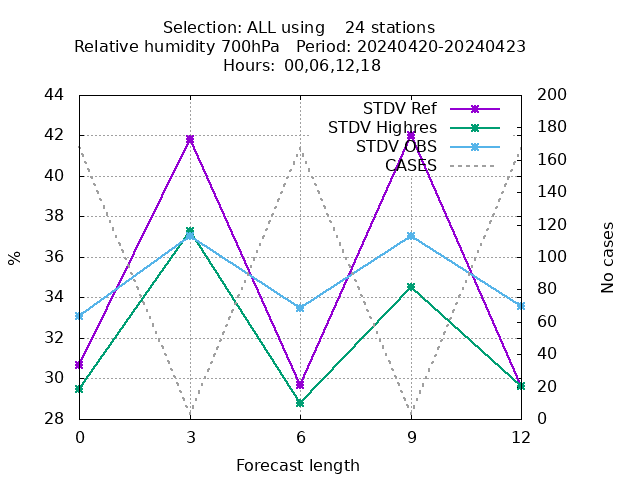 Selection: ALL using    24 stations
Relative humidity 700hPa   Period: 20240420-20240423
Hours: 00,06,12,18
44
42
40
38
36
34
32
30
28
%
STDV Ref
STDV Highres
STDV OBS
CASES
200
180
160
140
120
100
80
60
40
20
0
No cases
0
3
6
9
12
Forecast length